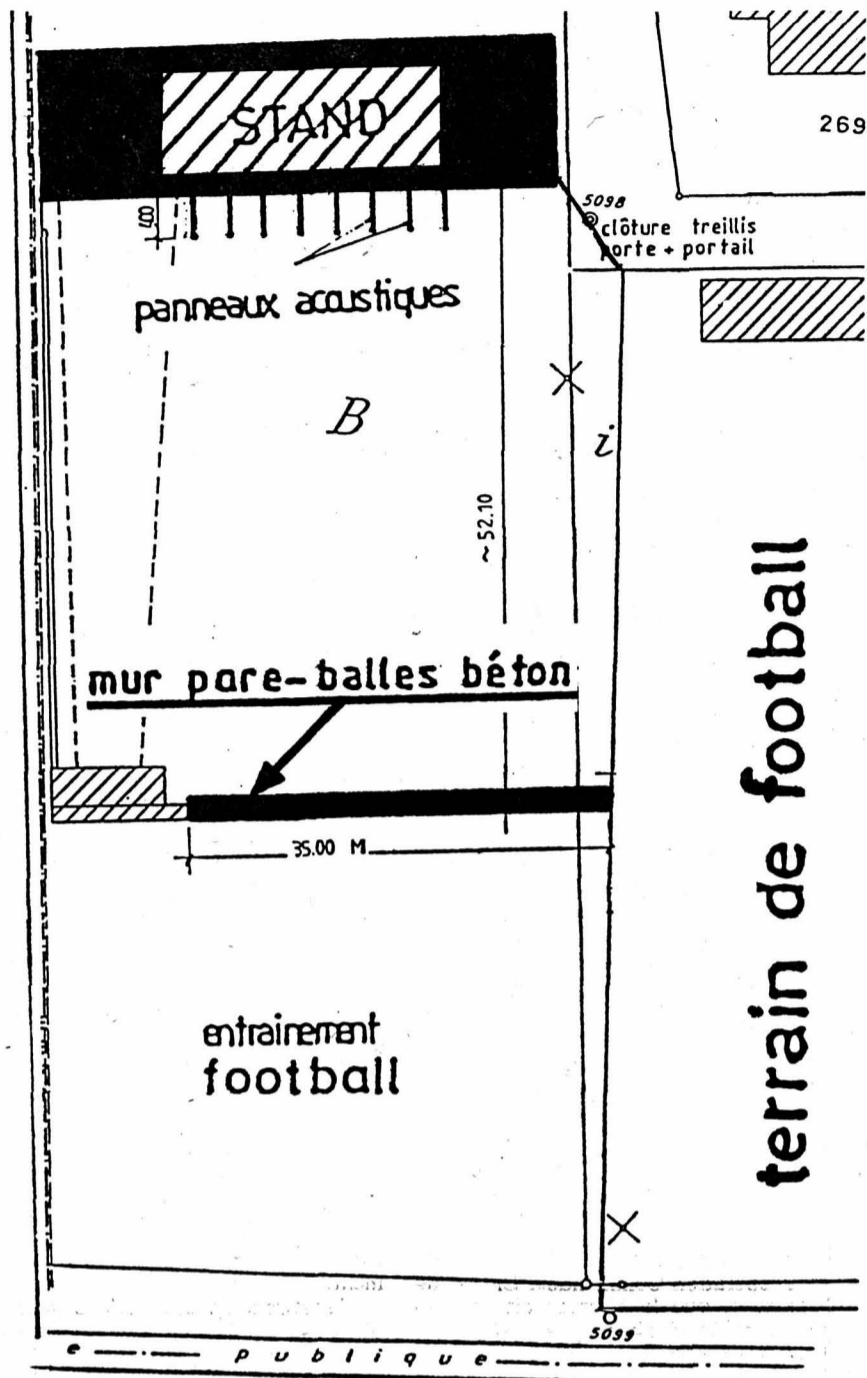 STAND
269
5098
clôture treillis
porte + portail
400
panneaux acoustiques
B
i
~52.10
mur pare-balles béton
35.00 M
terrain de football
entrainement
football
5099
e publique